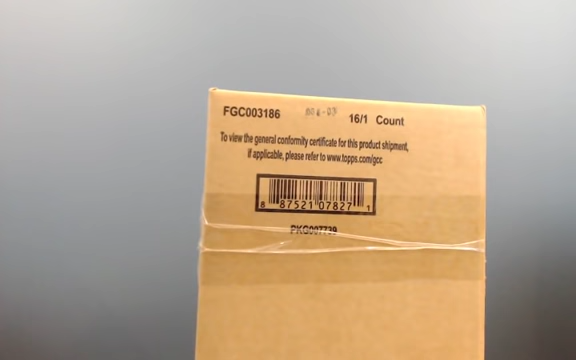 FGC003186 16/1 Count
To view the general conformity certificate for this product shipment,
if applicable, please refer to www.topps.com/gcc
8 87521 07827 1
PKG007739